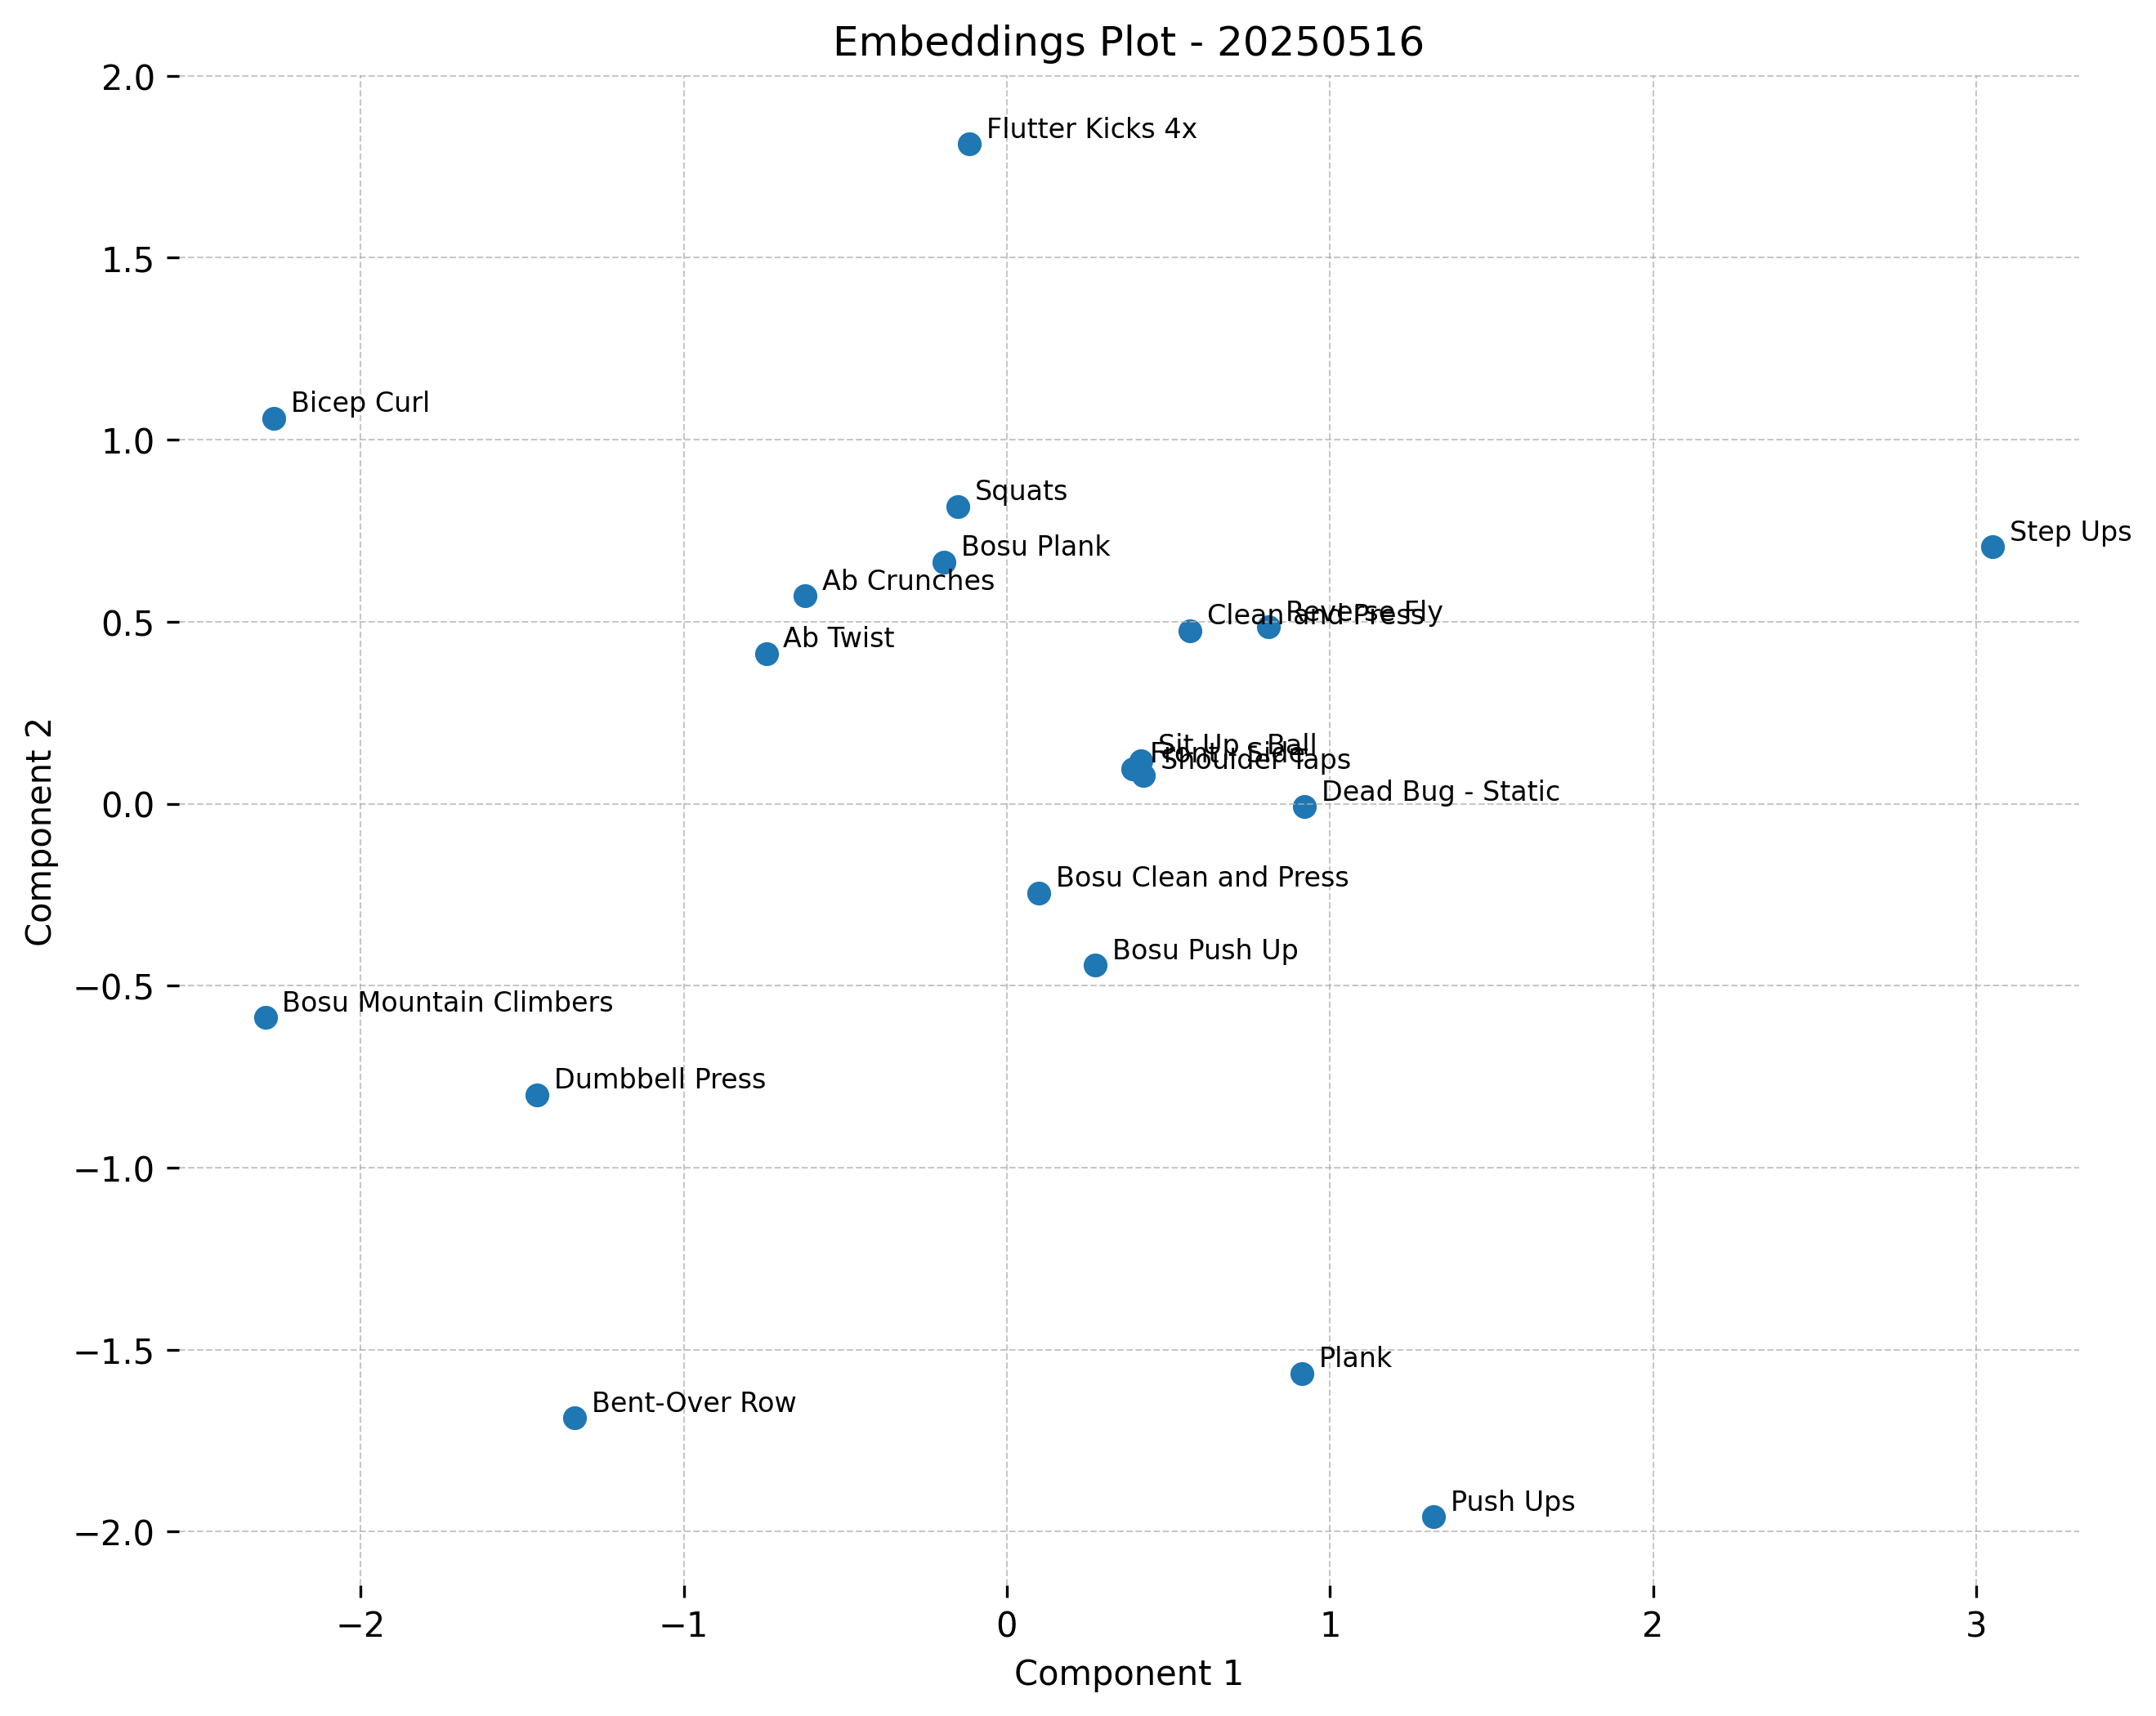 Embeddings Plot - 20250516
2.0
Flutter Kicks 4x
1.5
Bicep Curl
1.0
Squats
Step Ups
Bosu Plank
Ab Crunches
Clean and Press
Reverse Fly
0.5
Ab Twist
Sit Up - Ball
Front - Side
Shoulder Taps
Dead Bug - Static
0.0
Bosu Clean and Press
Bosu Push Up
−0.5
Bosu Mountain Climbers
Dumbbell Press
−1.0
−1.5
Plank
Bent-Over Row
Push Ups
−2.0
−2
−1
0
1
2
3
Component 1
Component 2